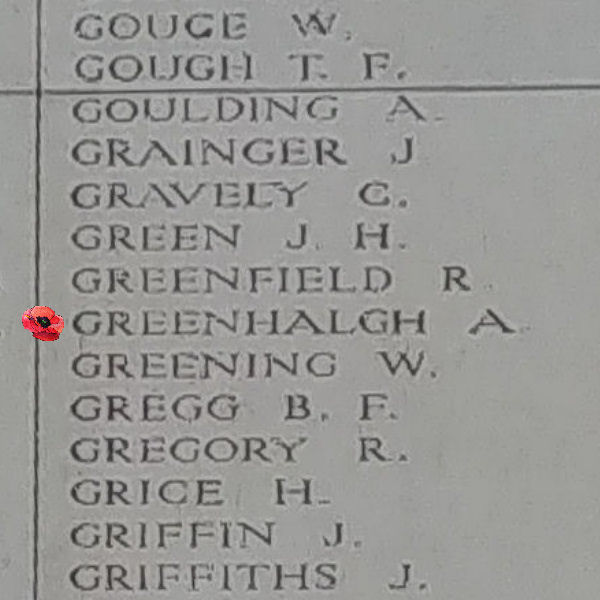 GOUGE W.
GOUGH T. F.
GOULDING A.
GRAINGER J
GRAVELY C.
GREEN J. H.
GREENFIELD R.
GREENHALGH A.
GREENING W.
GREGG B. F.
GREGORY R.
GRICE H.
GRIFFIN J.
GRIFFITHS J.